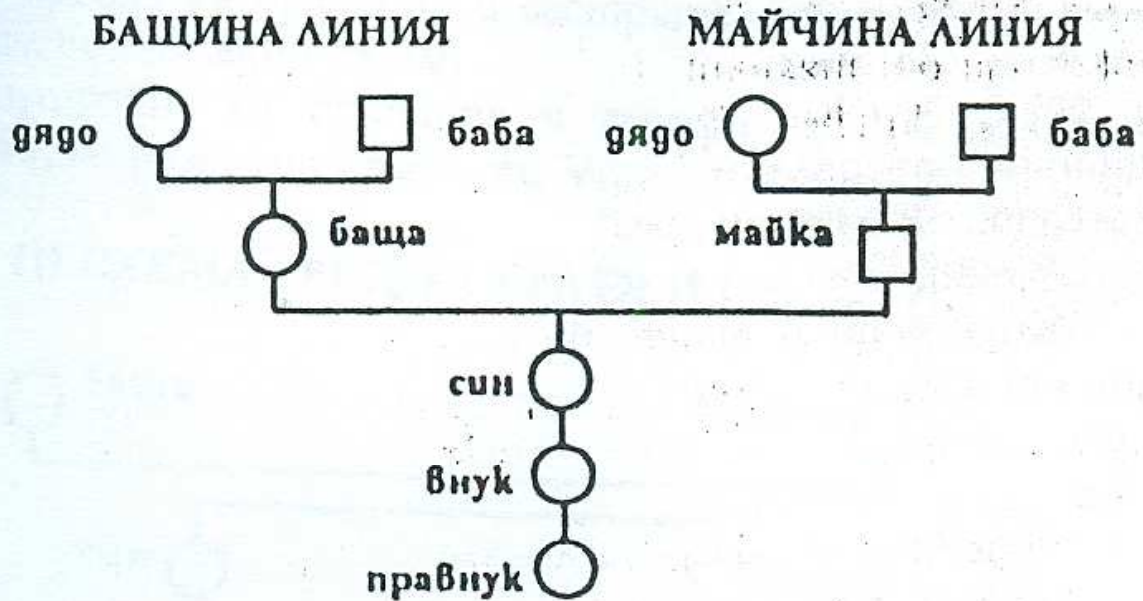 БАЩИНА ЛИНИЯ
МАЙЧИНА ЛИНИЯ
дядо
баба
дядо
баба
баща
майка
син
внук
правнук